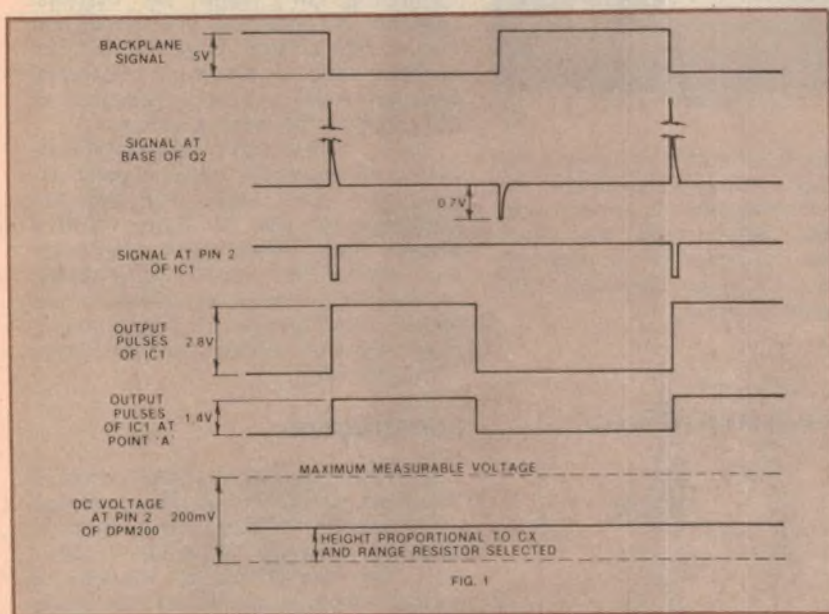 BACKPLANE
SIGNAL
5V
SIGNAL AT
BASE OF Q2
0.7V
SIGNAL AT PIN 2
OF IC1
OUTPUT
PULSES
OF IC1
2.8V
OUTPUT
PULSES
OF IC1 AT
POINT 'A'
1.4V
MAXIMUM MEASURABLE VOLTAGE
DC VOLTAGE
AT PIN 2
OF DPM200
200mV
HEIGHT PROPORTIONAL TO CX
AND RANGE RESISTOR SELECTED
FIG. 1